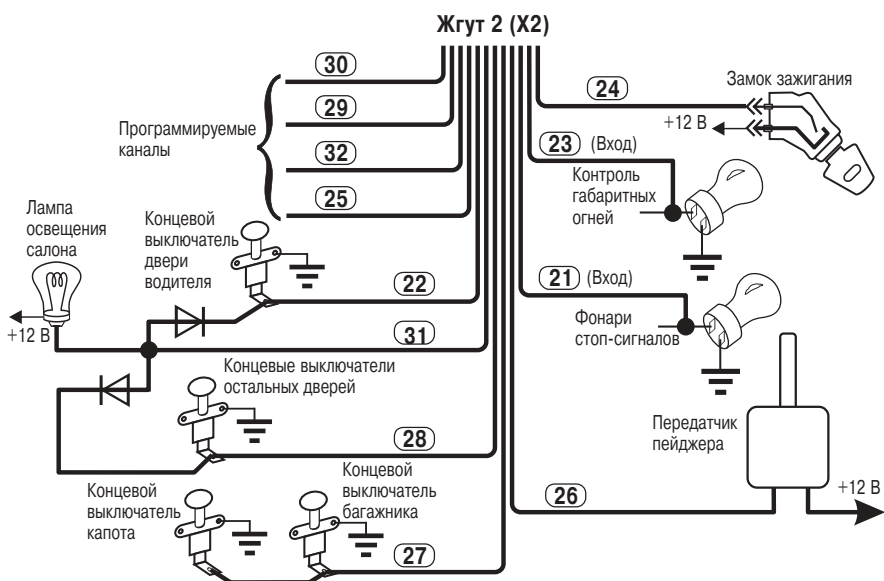 Жгут 2 (X2)
30
29
32
25
Программируемые
каналы
24
Замок зажигания
+12 В
23 (Вход)
Контроль
габаритных
огней
Лампа
освещения
салона
Концевой
выключатель
двери
водителя
22
21 (Вход)
+12 В
31
Фонари
стоп-сигналов
Концевые выключатели
остальных дверей
28
Передатчик
пейджера
Концевой
выключатель
капота
Концевой
выключатель
багажника
26
+12 В
27